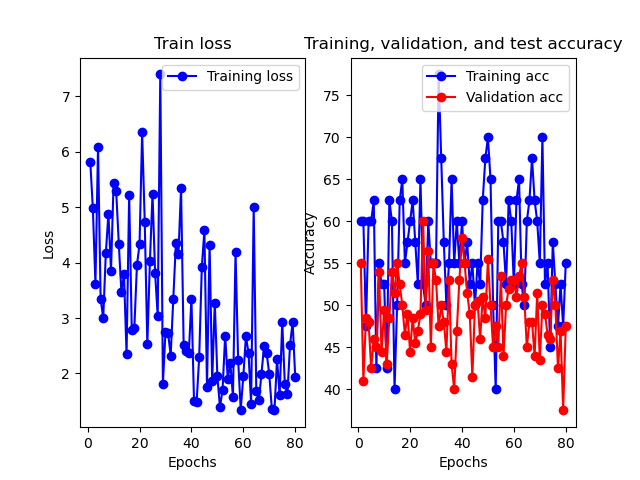 Train loss
Training loss
7
6
5
4
3
2
Loss
0
20
40
60
80
Epochs
Training, validation, and test accuracy
Training acc
Validation acc
75
70
65
60
55
50
45
40
Accuracy
0
20
40
60
80
Epochs